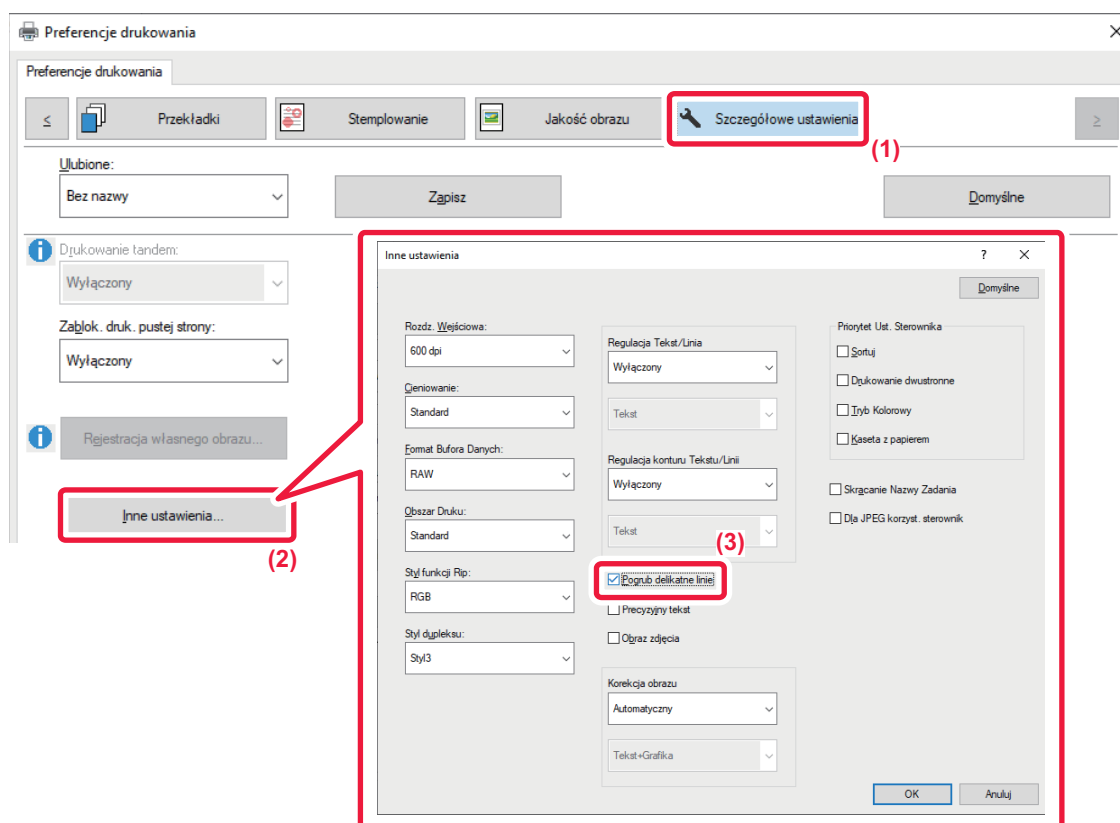 Preferencje drukowania
Preferencje drukowania
<
Przekładki
Stemplowanie
Jakość obrazu
Szczegółowe ustawienia
>
(1)
Ulubione:
Bez nazwy
Zapisz
Domyślne
Drukowanie tandem:
Wyłączony
Zablok. druk. pustej strony:
Wyłączony
Rejestracja własnego obrazu...
Inne ustawienia...
(2)
Inne ustawienia
?
Domyślne
Rozdz. Wejściowa:
600 dpi
Cieniowanie:
Standard
Format Bufora Danych:
RAW
Obszar Druku:
Standard
Styl funkcji Rip:
RGB
Styl dupleksu:
Styl3
Regulacja Tekst/Linia
Wyłączony
Tekst
Regulacja konturu Tekstu/Linii
Wyłączony
Tekst
(3)
Pogrub delikatne linie
Precyzyjny tekst
Obraz zdjęcia
Korekcja obrazu
Automatyczny
Tekst+Grafika
Priorytet Ust. Sterownika
Sortuj
Drukowanie dwustronne
Tryb Kolorowy
Kaseta z papierem
Skracanie Nazwy Zadania
Dla JPEG korzyst. sterownik
OK
Anuluj